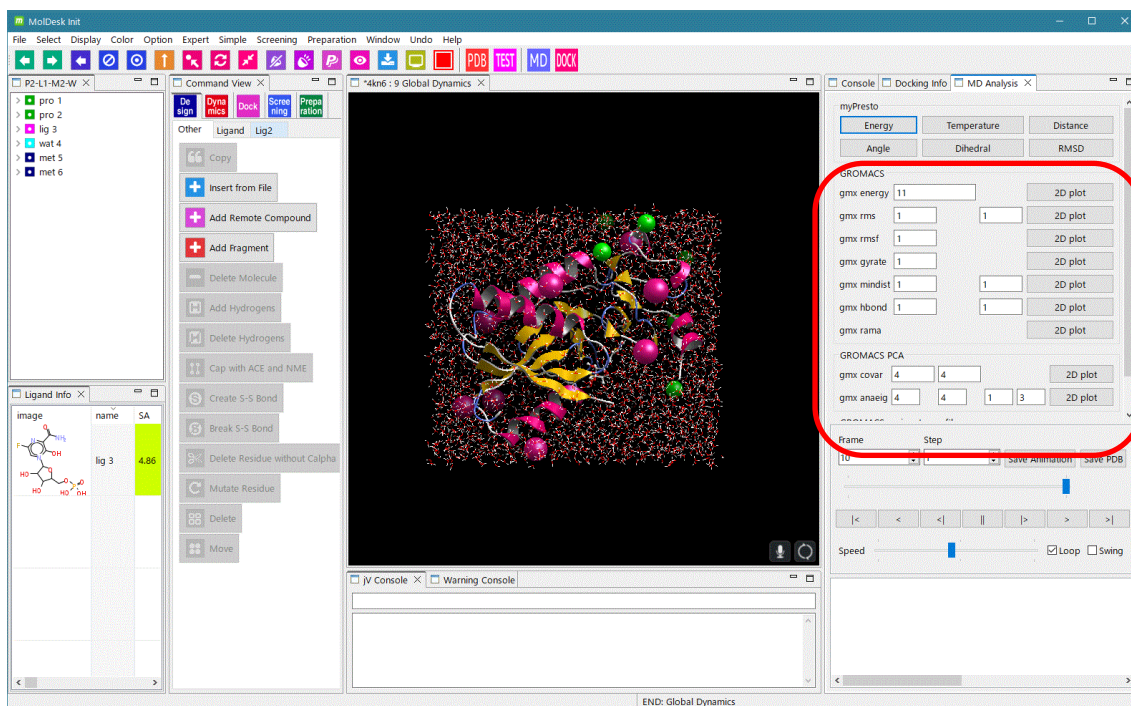 MolDesk Init
File Select Display Color Option Expert Simple Screening Preparation Window Undo Help
PDB TEST MD DOCK
P2-L1-M2-W
pro 1
pro 2
lig 3
wat 4
met 5
met 6
Ligand Info
image name SA
lig 3 4.86
F N O NH2 OH N O HO HO OH O P O HO OH
Command View
De sign Dyna mics Dock Scree ning Prepa ration
Other Ligand Lig2
Copy
Insert from File
Add Remote Compound
Add Fragment
Delete Molecule
Add Hydrogens
Delete Hydrogens
Cap with ACE and NME
Create S-S Bond
Break S-S Bond
Delete Residue without Calpha
Mutate Residue
Delete
Move
*4kn6 : 9 Global Dynamics
jV Console Warning Console
Console Docking Info MD Analysis
myPresto
Energy Temperature Distance
Angle Dihedral RMSD
GROMACS
gmx energy 11 2D plot
gmx rms 1 1 2D plot
gmx rmsf 1 2D plot
gmx gyrate 1 2D plot
gmx mindist 1 1 2D plot
gmx hbond 1 1 2D plot
gmx rama 2D plot
GROMACS PCA
gmx covar 4 4 2D plot
gmx anaeig 4 4 1 3 2D plot
Frame Step
10 1 Save Animation Save PDB
|< < <| || |> > >|
Speed Loop Swing
END: Global Dynamics